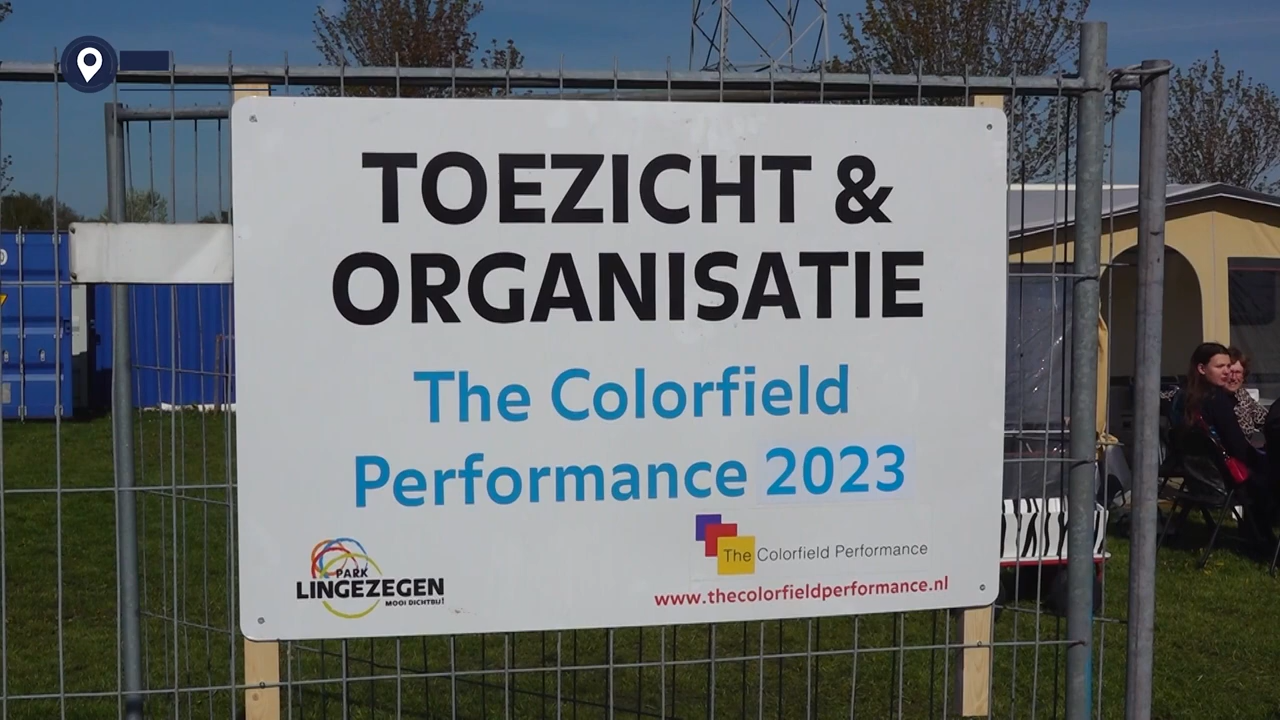 TOEZICHT &
ORGANISATIE
The Colorfield
Performance 2023
PARK
LINGEZEGEN
MOOI DICHTBIJ!
The Colorfield Performance
www.thecolorfieldperformance.nl